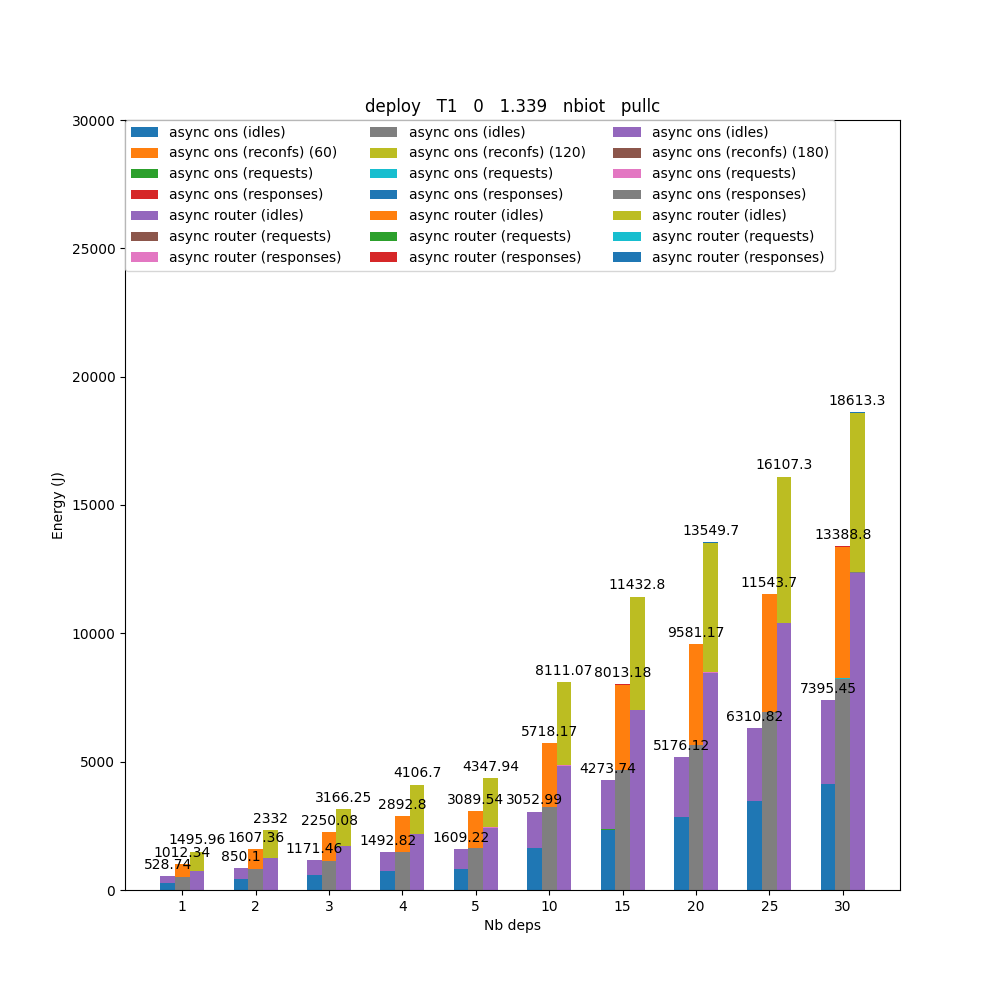 deploy   T1   0   1.339   nbiot   pullc
30000
25000
20000
15000
10000
5000
0
Energy (J)
async ons (idles)
async ons (reconfs) (60)
async ons (requests)
async ons (responses)
async router (idles)
async router (requests)
async router (responses)
async ons (idles)
async ons (reconfs) (120)
async ons (requests)
async ons (responses)
async router (idles)
async router (requests)
async router (responses)
async ons (idles)
async ons (reconfs) (180)
async ons (requests)
async ons (responses)
async router (idles)
async router (requests)
async router (responses)
528.74
1012.34
1495.96
850.1
1607.36
2332
1171.46
2250.08
3166.25
1492.82
2892.8
4106.7
1609.22
3089.54
4347.94
3052.99
5718.17
8111.07
4273.74
8013.18
11432.8
5176.12
9581.17
13549.7
6310.82
11543.7
16107.3
7395.45
13388.8
18613.3
1
2
3
4
5
10
15
20
25
30
Nb deps